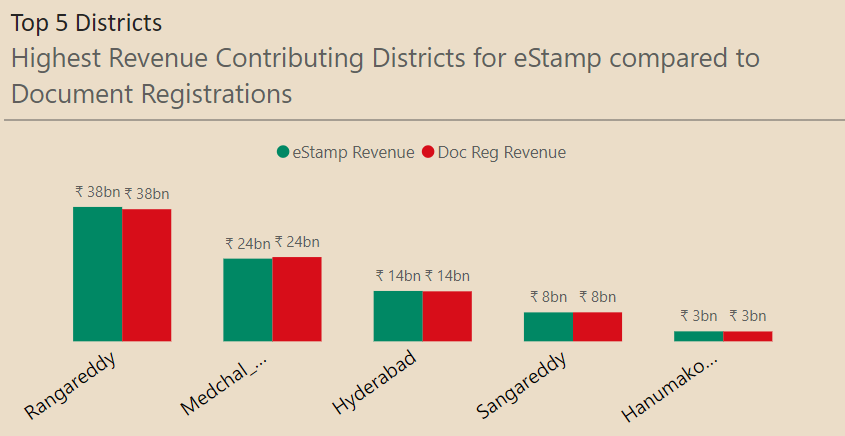 Top 5 Districts
Highest Revenue Contributing Districts for eStamp compared to
Document Registrations
eStamp Revenue Doc Reg Revenue
₹ 38bn ₹ 38bn
₹ 24bn ₹ 24bn
₹ 14bn ₹ 14bn
₹ 8bn ₹ 8bn
₹ 3bn ₹ 3bn
Rangareddy
Medchal_...
Hyderabad
Sangareddy
Hanumako...